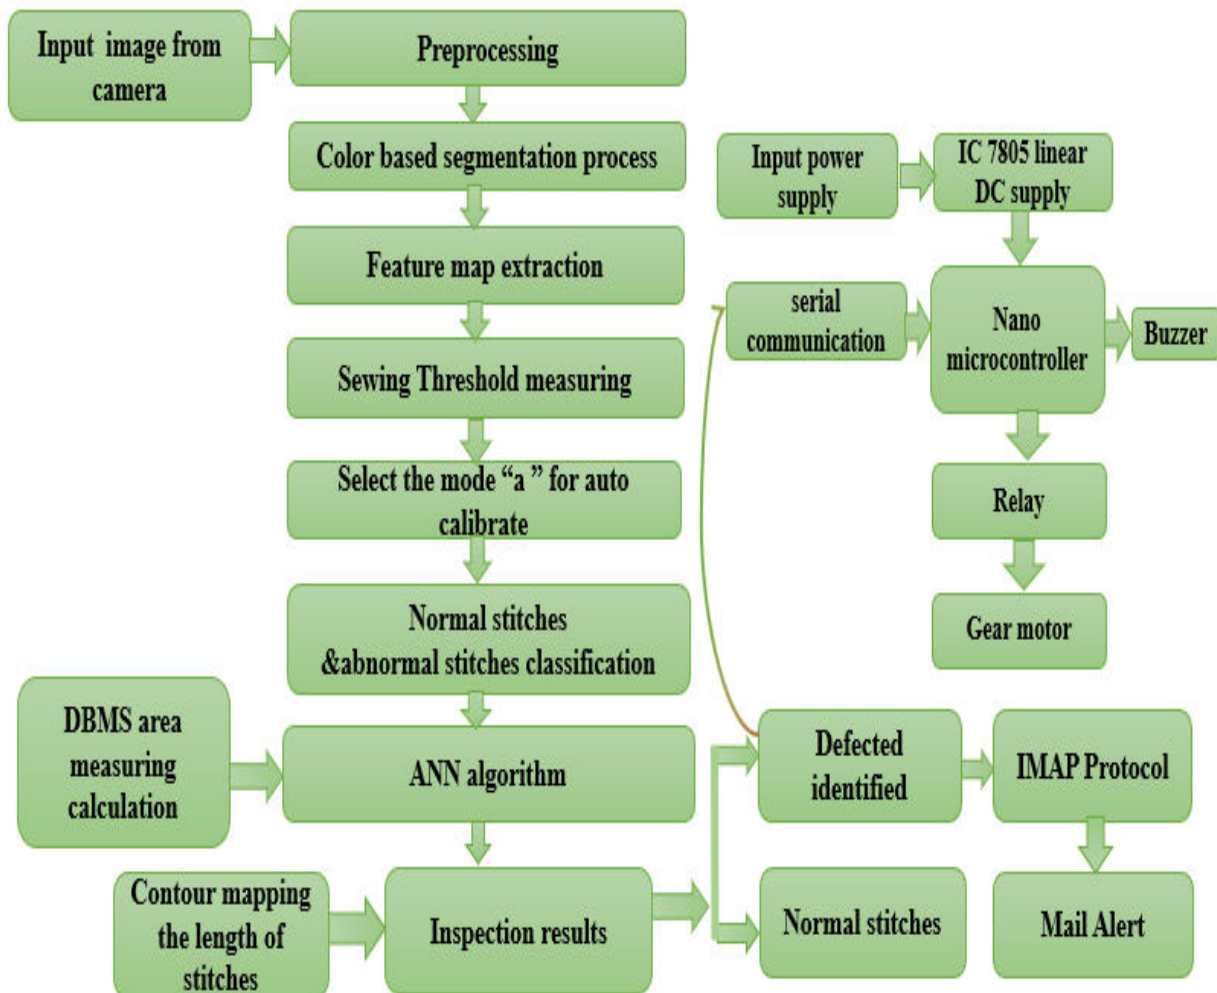 Input image from
camera
Preprocessing
Color based segmentation process
Feature map extraction
Sewing Threshold measuring
Select the mode “a ” for auto
calibrate
Normal stitches
&abnormal stitches classification
DBMS area
measuring
calculation
ANN algorithm
Contour mapping
the length of
stitches
Inspection results
Input power
supply
IC 7805 linear
DC supply
serial
communication
Nano
microcontroller
Buzzer
Relay
Gear motor
Defected
identified
IMAP Protocol
Normal stitches
Mail Alert